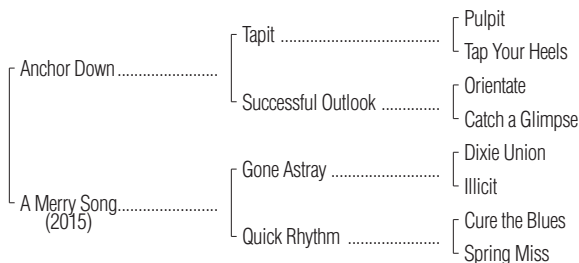 Pulpit
Tapit ........................................
Tap Your Heels
Anchor Down .........................
Orientate
Successful Outlook ...............
Catch a Glimpse
Dixie Union
Gone Astray ...........................
Illicit
A Merry Song.........................
(2015)
Cure the Blues
Quick Rhythm .......................
Spring Miss